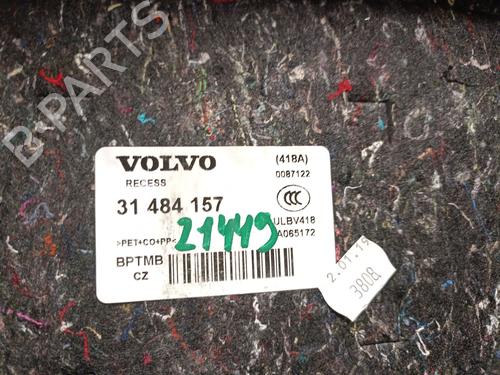 B-PARTS
VOLVO
RECESS
31 484 157
(418A)
0087122
CCC
>PET+CO+PP<
21449
ULBV418
A065172
BPTMB
CZ
2.01.19
3808